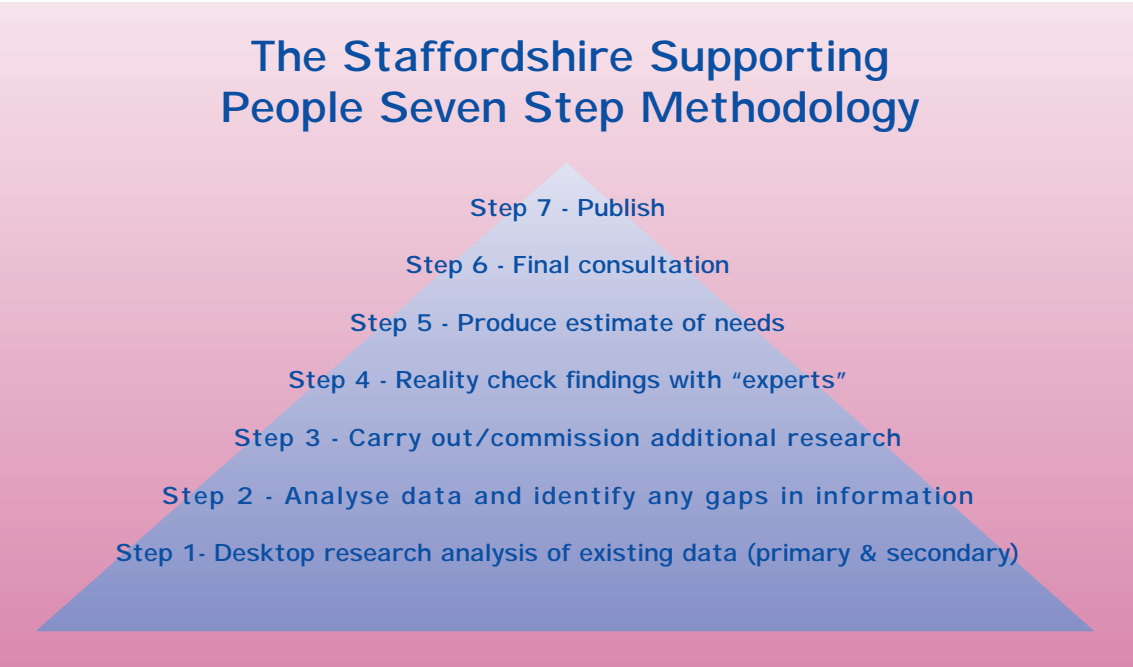 The Staffordshire Supporting
People Seven Step Methodology
Step 7 - Publish
Step 6 - Final consultation
Step 5 - Produce estimate of needs
Step 4 - Reality check findings with “experts”
Step 3 - Carry out/commission additional research
Step 2 - Analyse data and identify any gaps in information
Step 1- Desktop research analysis of existing data (primary & secondary)